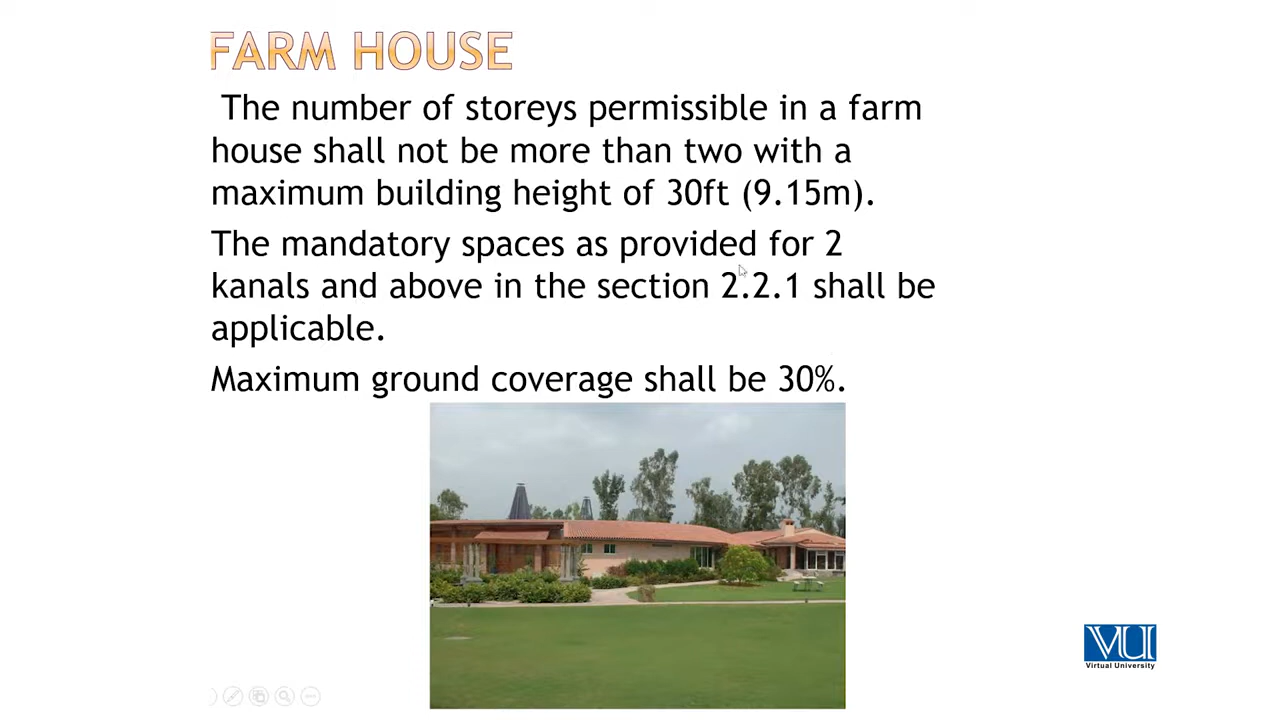 FARM HOUSE
The number of storeys permissible in a farm
house shall not be more than two with a
maximum building height of 30ft (9.15m).
The mandatory spaces as provided for 2
kanals and above in the section 2.2.1 shall be
applicable.
Maximum ground coverage shall be 30%.
VU
Virtual University